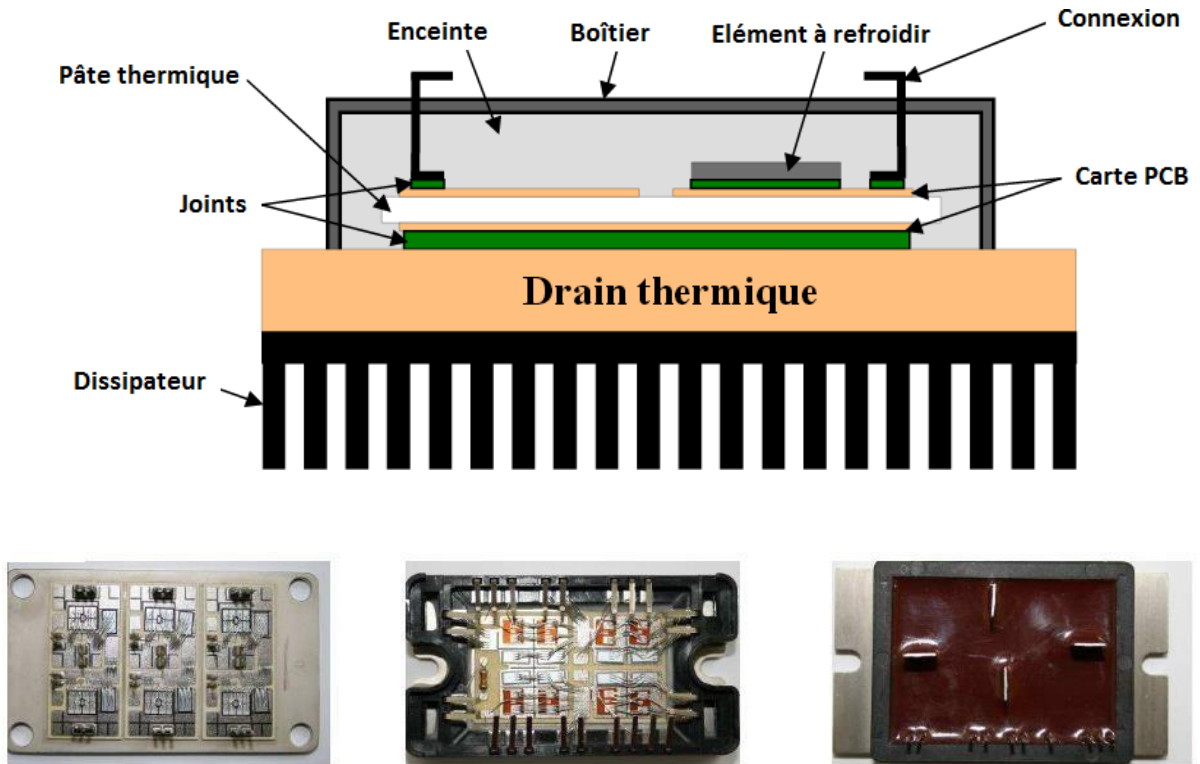 Connexion
Enceinte
Boîtier
Elément à refroidir
Pâte thermique
Carte PCB
Joints
Drain thermique
Dissipateur